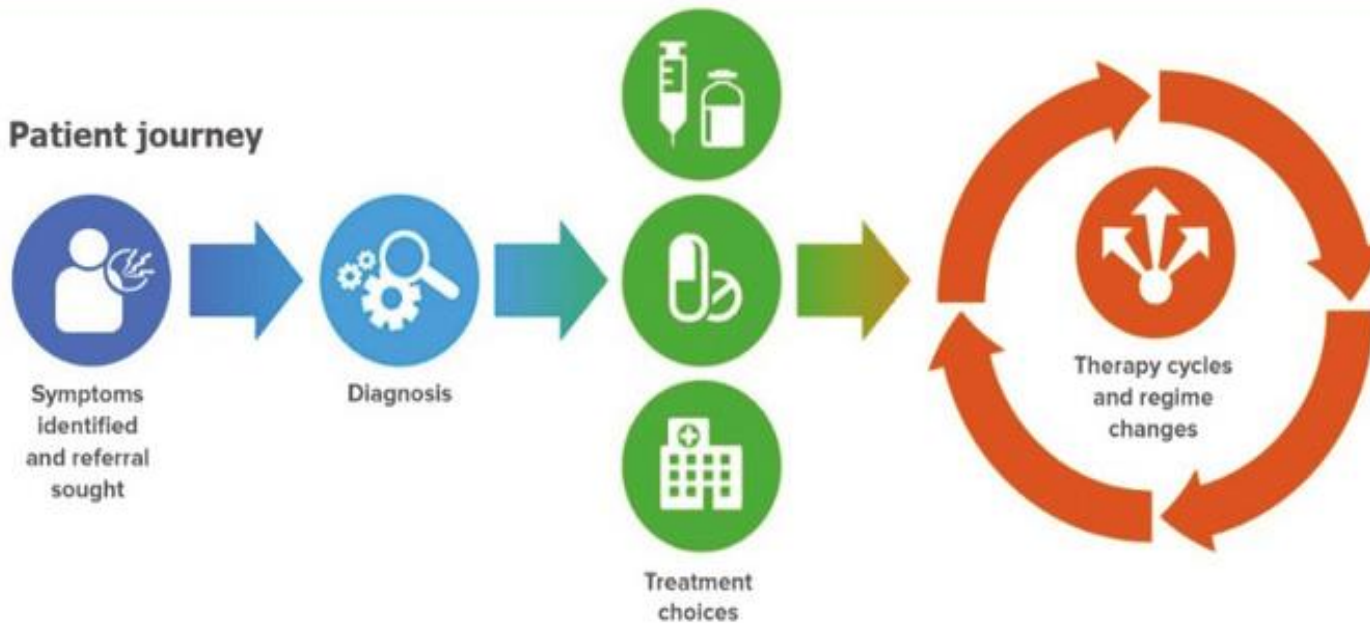 Patient journey
Symptoms
identified
and referral
sought
Diagnosis
Treatment
choices
Therapy cycles
and regime
changes